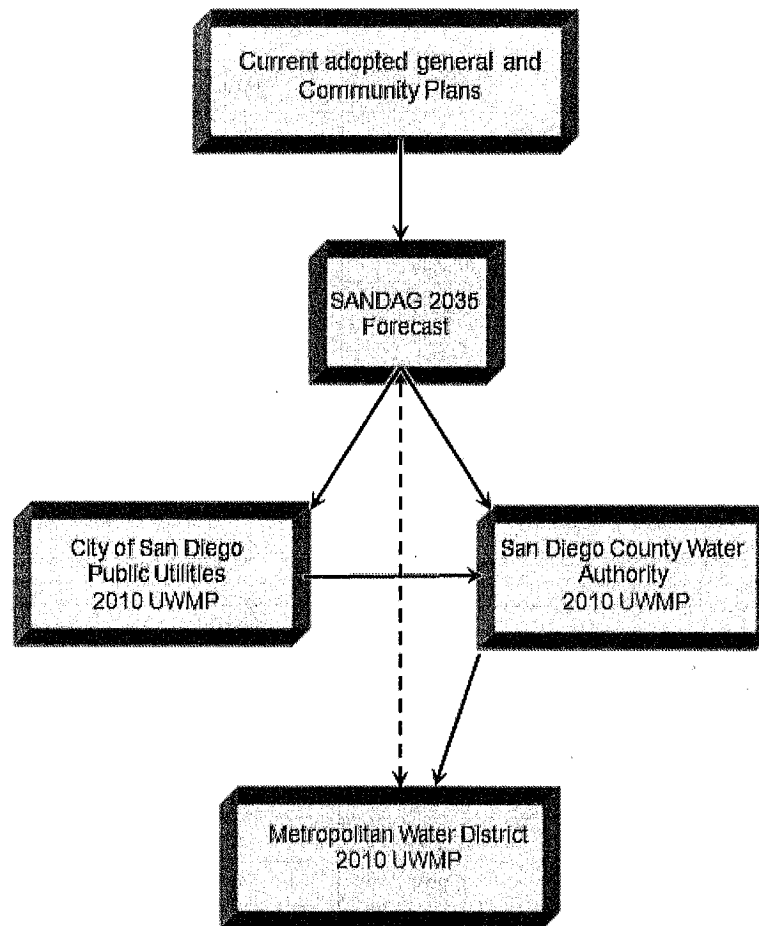 Current adopted general and
Community Plans
SANDAG 2035
Forecast
City of San Diego
Public Utilities
2010 UWMP
San Diego County Water
Authority
2010 UWMP
Metropolitan Water District
2010 UWMP